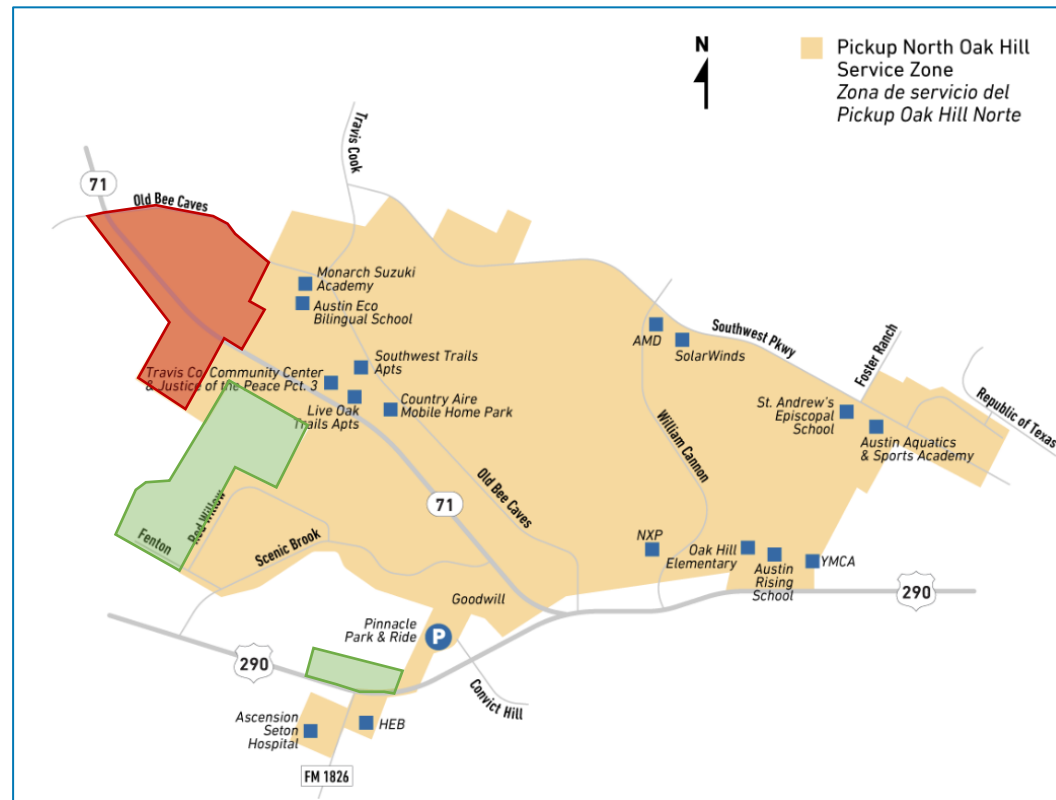 N
Pickup North Oak Hill
Service Zone
Zona de servicio del
Pickup Oak Hill Norte
Travis Cook
71
Old Bee Caves
Monarch Suzuki
Academy
Austin Eco
Bilingual School
Southwest Pkwy
AMD
SolarWinds
Foster Ranch
Republic of Texas
Southwest Trails
Apts
Travis Co. Community Center
& Justice of the Peace Pct. 3
Country Aire
Mobile Home Park
Live Oak
Trails Apts
St. Andrew's
Episcopal
School
Austin Aquatics
& Sports Academy
William Cannon
Old Bee Caves
71
Red Willow
Fenton
Scenic Brook
NXP
Oak Hill
Elementary
Austin
Rising
School
YMCA
290
Goodwill
Pinnacle
Park & Ride
P
290
Convict Hill
Ascension
Seton
Hospital
HEB
FM 1826